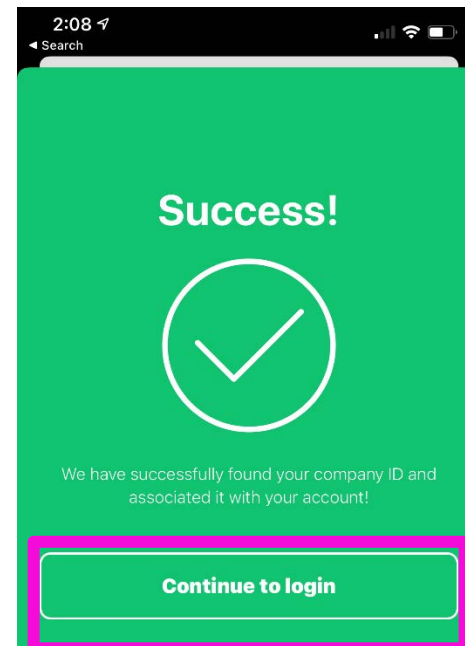 2:08
Search
Success!
We have successfully found your company ID and
associated it with your account!
Continue to login